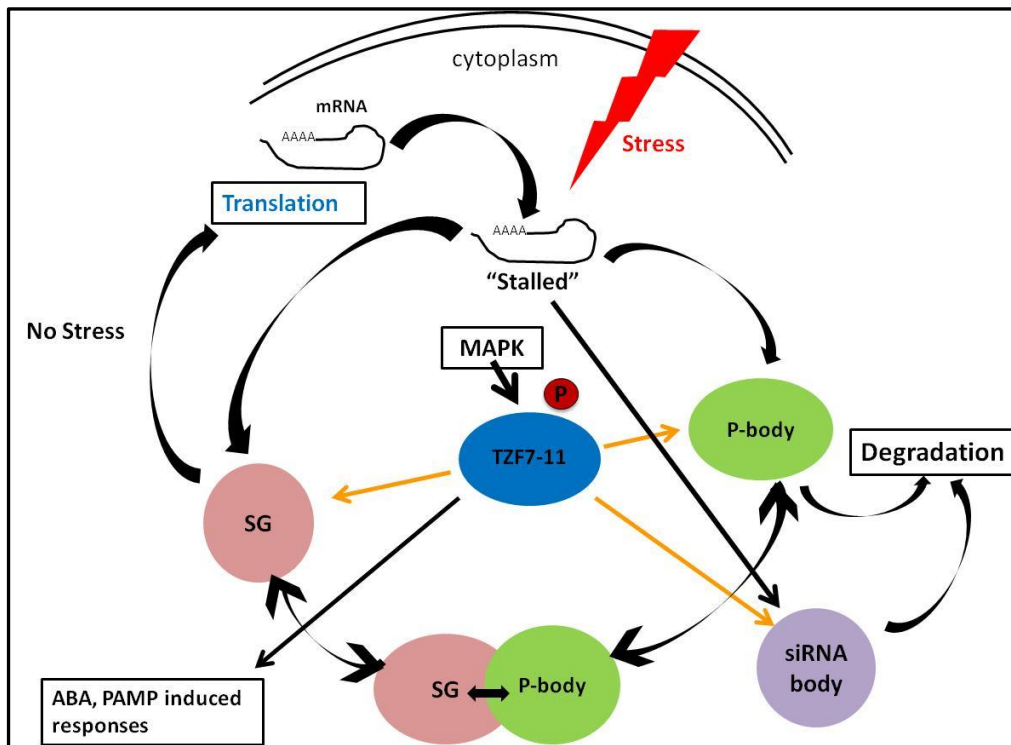 cytoplasm
mRNA
AAAA
Stress
Translation
AAAA
“Stalled”
No Stress
MAPK
P
TZF7-11
P-body
Degradation
SG
siRNA
body
SG
P-body
ABA, PAMP induced
responses